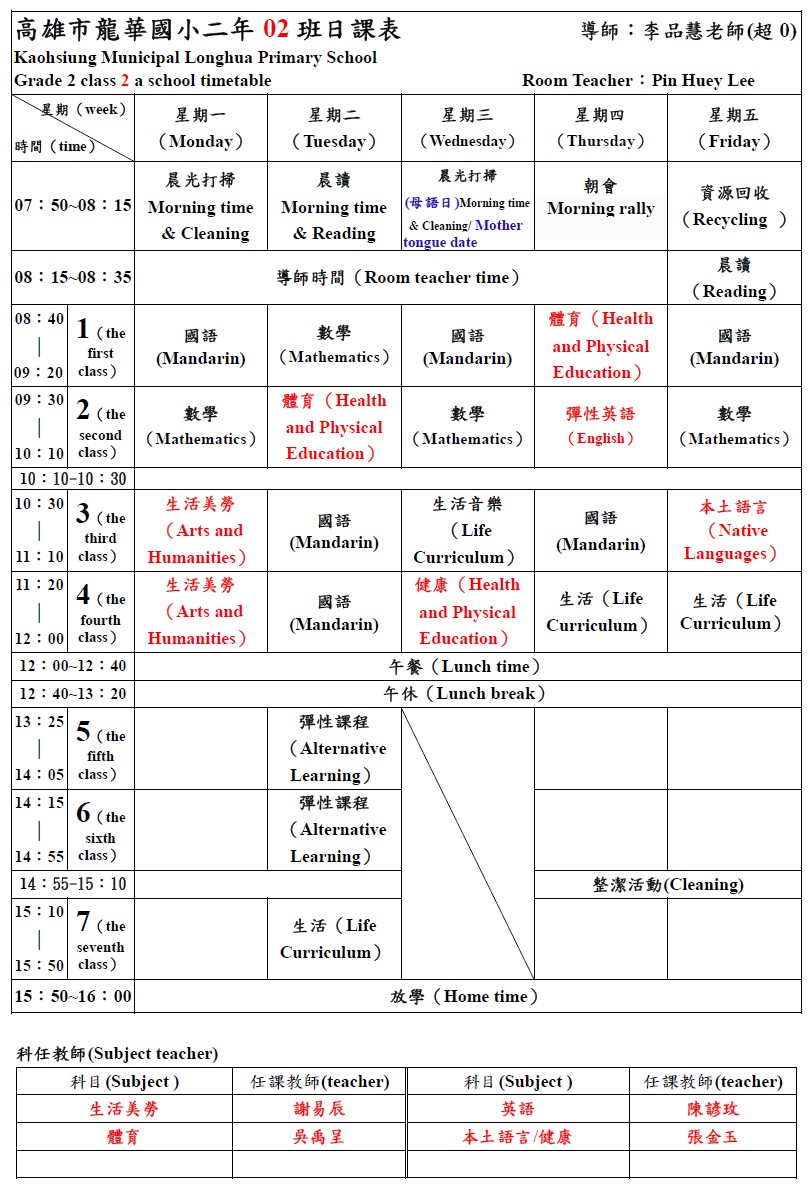 高雄市龍華國小二年 02 班日課表 導師：李品慧老師(超 0)
Kaohsiung Municipal Longhua Primary School
Grade 2 class 2 a school timetable Room Teacher：Pin Huey Lee
星期（week）
時間（time）
星期一
（Monday）
星期二
（Tuesday）
星期三
（Wednesday）
星期四
（Thursday）
星期五
（Friday）
07：50~08：15
晨光打掃
Morning time
& Cleaning
晨讀
Morning time
& Reading
晨光打掃
(母語日)Morning time
& Cleaning/ Mother
tongue date
朝會
Morning rally
資源回收
（Recycling ）
08：15~08：35
導師時間（Room teacher time）
晨讀
（Reading）
08：40
|
09：20
1（the
first
class）
國語
(Mandarin)
數學
（Mathematics）
國語
(Mandarin)
體育（Health
and Physical
Education）
國語
(Mandarin)
09：30
|
10：10
2（the
second
class）
數學
（Mathematics）
體育（Health
and Physical
Education）
數學
（Mathematics）
彈性英語
（English）
數學
（Mathematics）
10：10-10：30
10：30
|
11：10
3（the
third
class）
生活美勞
（Arts and
Humanities）
國語
(Mandarin)
生活音樂
（Life
Curriculum）
國語
(Mandarin)
本土語言
（Native
Languages）
11：20
|
12：00
4（the
fourth
class）
生活美勞
（Arts and
Humanities）
國語
(Mandarin)
健康（Health
and Physical
Education）
生活（Life
Curriculum）
生活（Life
Curriculum）
12：00~12：40
午餐（Lunch time）
12：40~13：20
午休（Lunch break）
13：25
|
14：05
5（the
fifth
class）
彈性課程
（Alternative
Learning）
14：15
|
14：55
6（the
sixth
class）
彈性課程
（Alternative
Learning）
14：55-15：10
整潔活動(Cleaning)
15：10
|
15：50
7（the
seventh
class）
生活（Life
Curriculum）
15：50~16：00
放學（Home time）
科任教師(Subject teacher)
科目(Subject ) 任課教師(teacher) 科目(Subject ) 任課教師(teacher)
生活美勞 謝易辰 英語 陳諺玫
體育 吳禹呈 本土語言/健康 張金玉